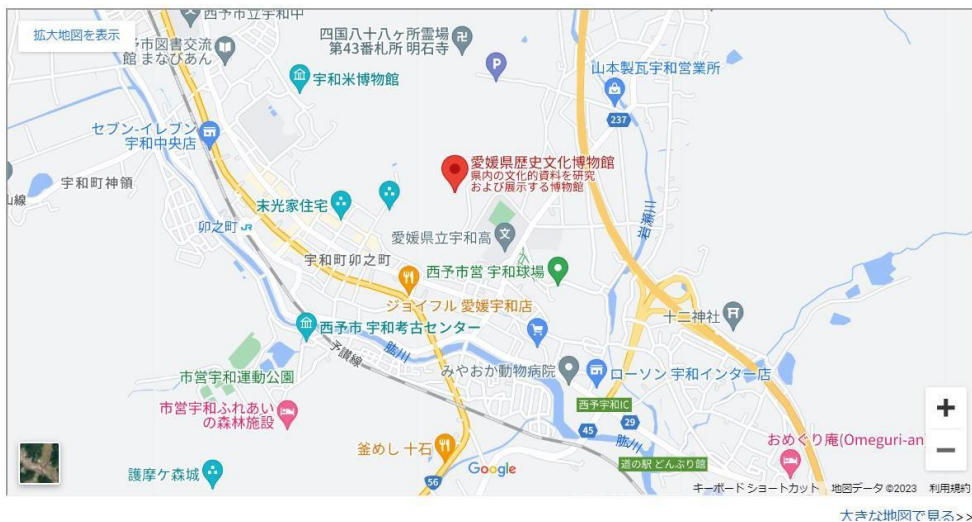 西予市立宇和中
拡大地図を表示
予市図書交流
館 まなびあん
四国八十八ヶ所霊場
第43番札所 明石寺
P
宇和米博物館
山本製瓦宇和営業所
237
セブン-イレブン
宇和中央店
愛媛県歴史文化博物館
県内の文化的資料を研究
および展示する博物館
宇和町神領
山線
末光家住宅
岩瀬川
卯之町 JR
愛媛県立宇和高
文
宇和町卯之町
西予市営 宇和球場
ジョイフル 愛媛宇和店
十二神社
西予市 宇和考古センター
予讃線
肱川
みやおか動物病院
ローソン 宇和インター店
市営宇和運動公園
市営宇和ふれあい
の森林施設
西予宇和IC
29
45
肱川
おめぐり庵(Omeguri-an
釜めし 十石
道の駅 どんぶり館
護摩ケ森城
56
Google
キーボード ショートカット
地図データ ©2023
利用規約
大きな地図で見る>>